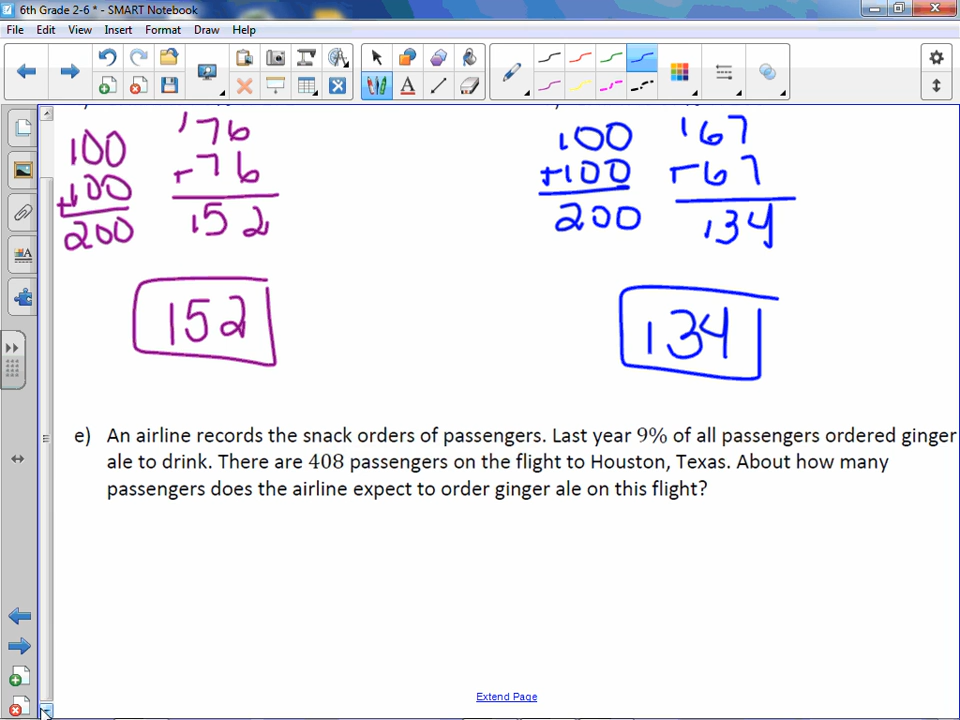 6th Grade 2-6 * - SMART Notebook
File Edit View Insert Format Draw Help
100
+100
200
176
+76
152
152
100
+100
200
167
+67
134
134
e) An airline records the snack orders of passengers. Last year 9% of all passengers ordered ginger
ale to drink. There are 408 passengers on the flight to Houston, Texas. About how many
passengers does the airline expect to order ginger ale on this flight?
Extend Page